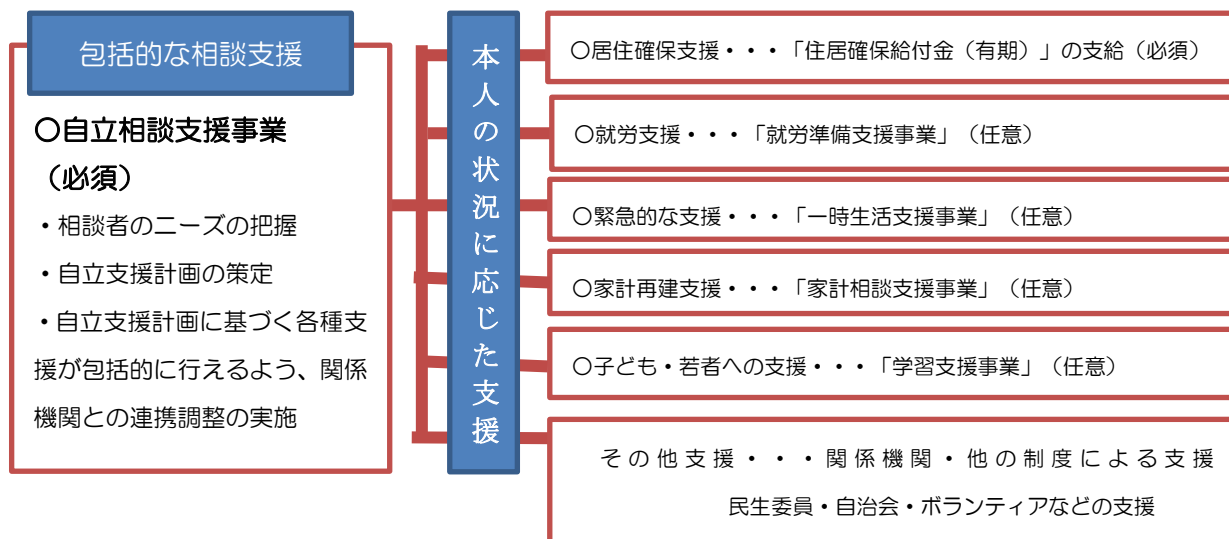 包括的な相談支援
〇自立相談支援事業
（必須）
・相談者のニーズの把握
・自立支援計画の策定
・自立支援計画に基づく各種支
援が包括的に行えるよう、関係
機関との連携調整の実施
本人の状況に応じた支援
〇居住確保支援・・・「住居確保給付金（有期）」の支給（必須）
〇就労支援・・・「就労準備支援事業」（任意）
〇緊急的な支援・・・「一時生活支援事業」（任意）
〇家計再建支援・・・「家計相談支援事業」（任意）
〇子ども・若者への支援・・・「学習支援事業」（任意）
その他支援・・・関係機関・他の制度による支援
民生委員・自治会・ボランティアなどの支援